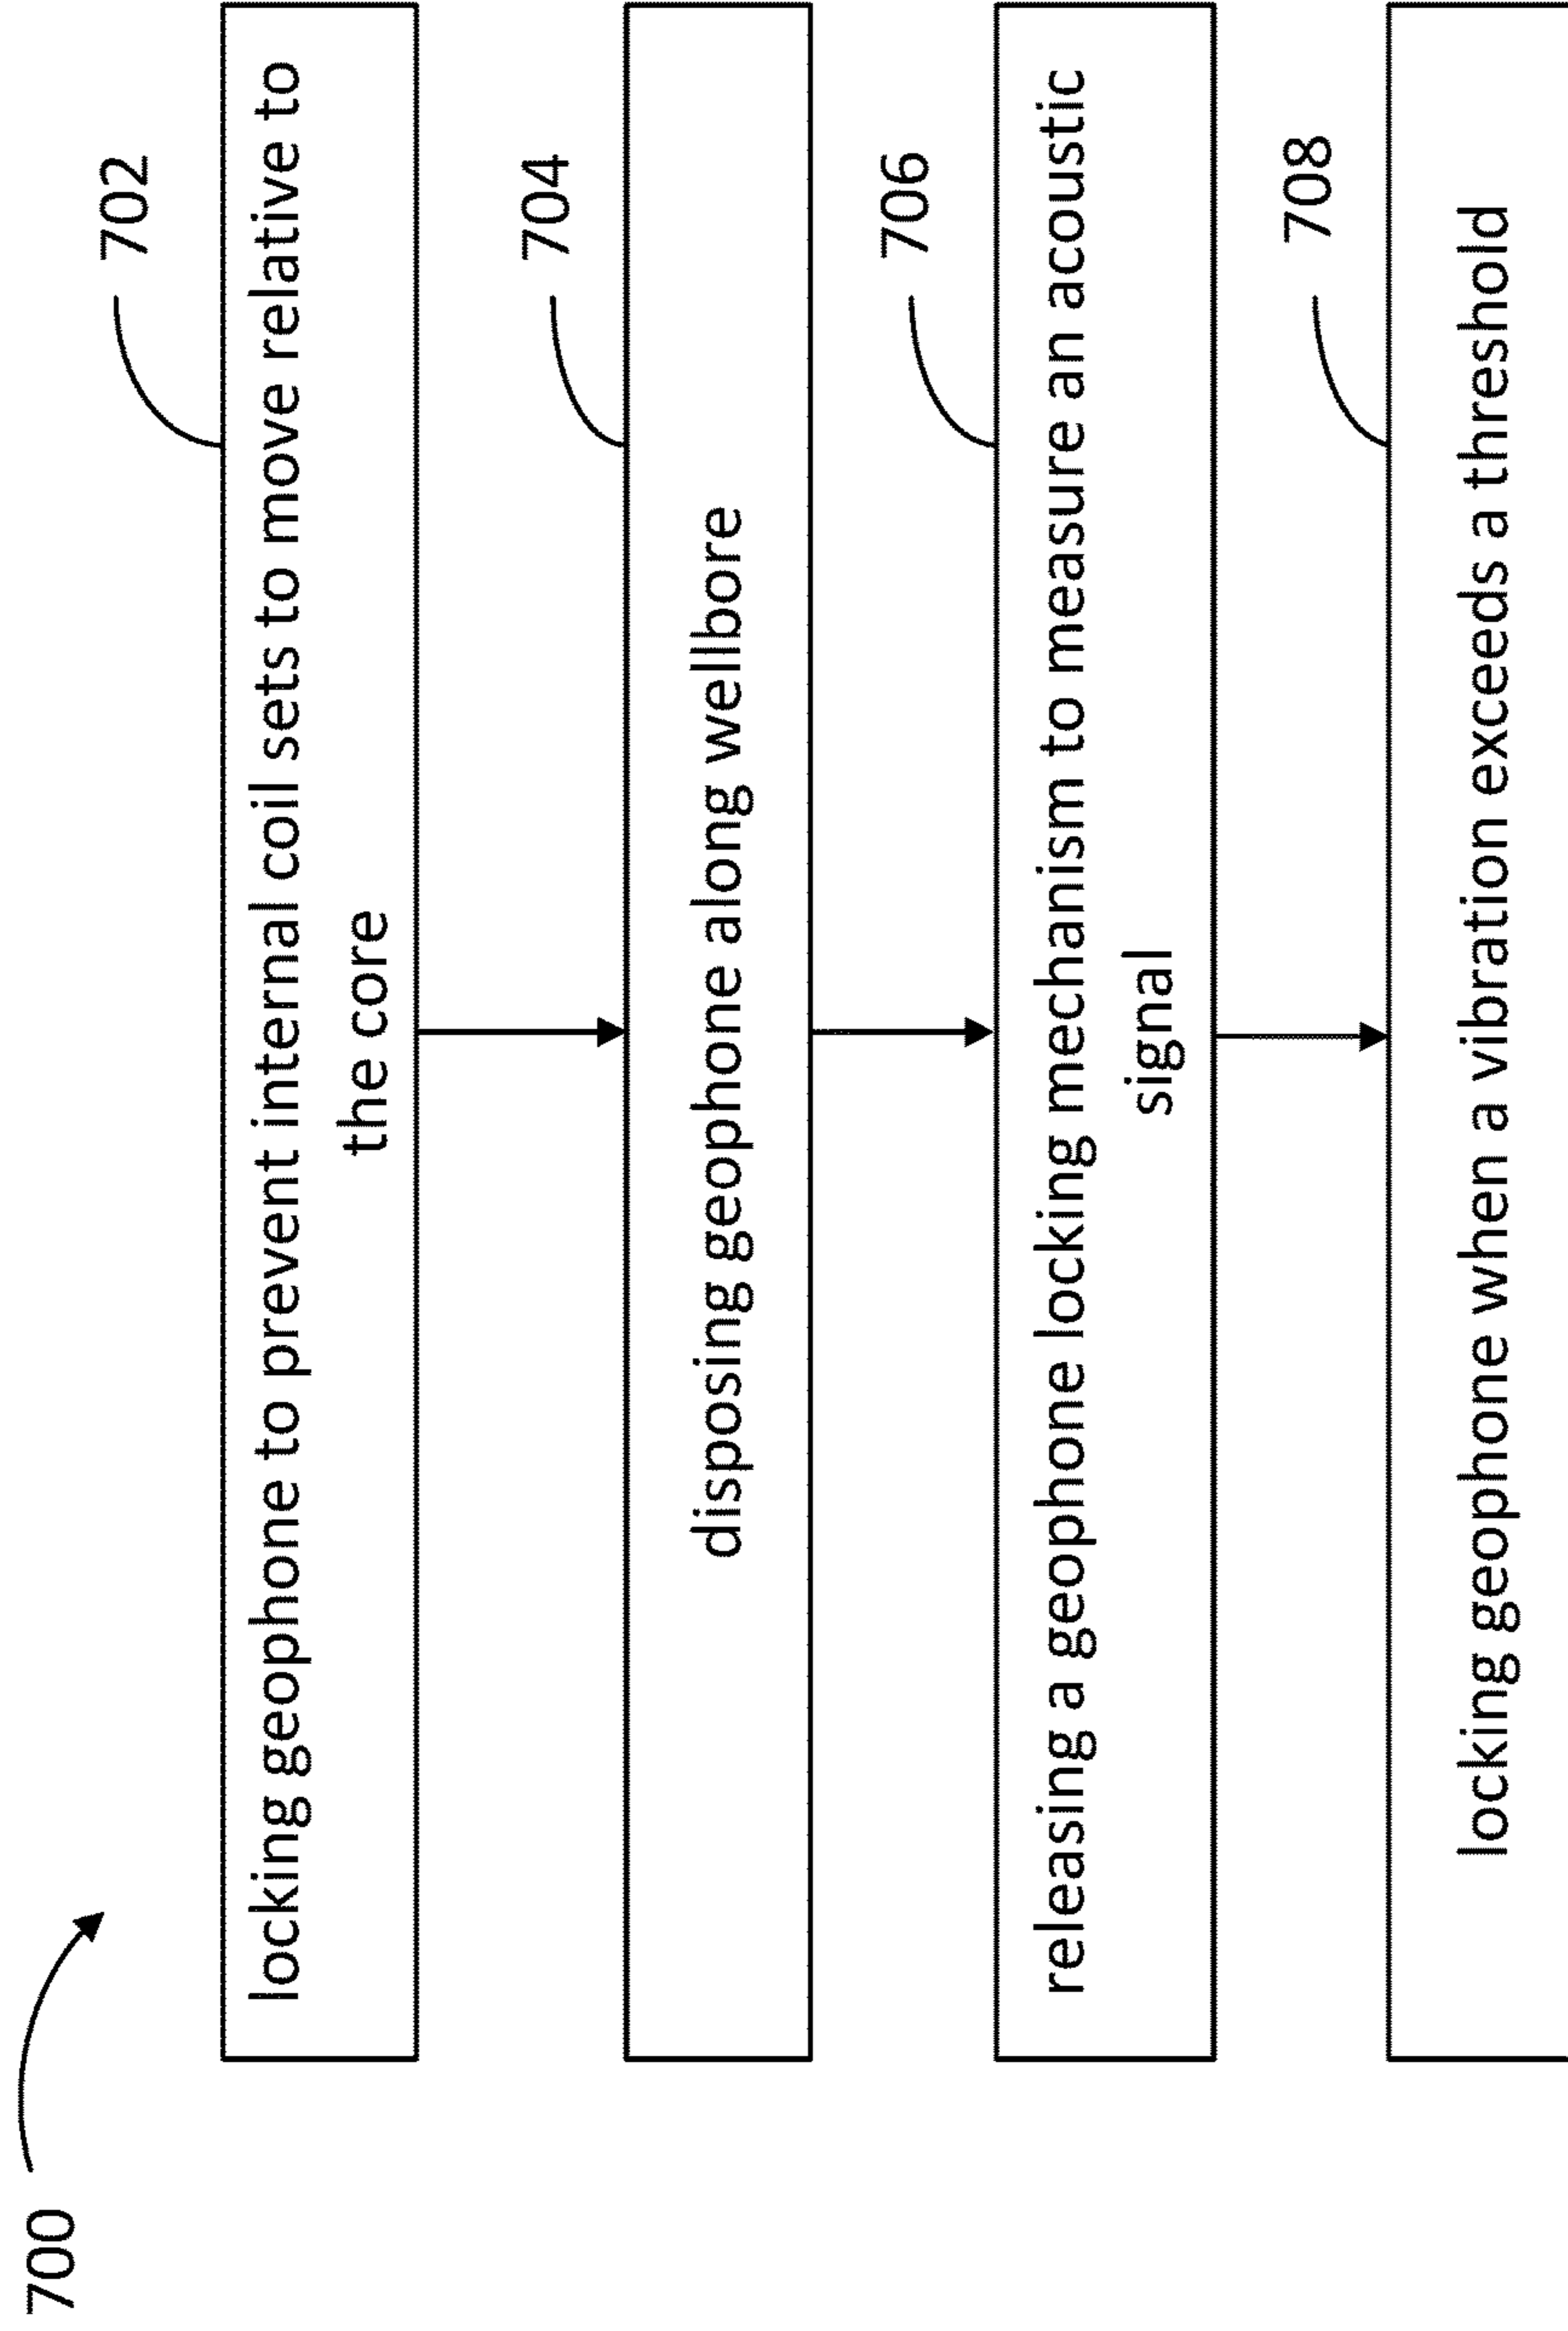 700
702
locking geophone to prevent internal coil sets to move relative to
the core
704
disposing geophone along wellbore
706
releasing a geophone locking mechanism to measure an acoustic
signal
708
locking geophone when a vibration exceeds a threshold